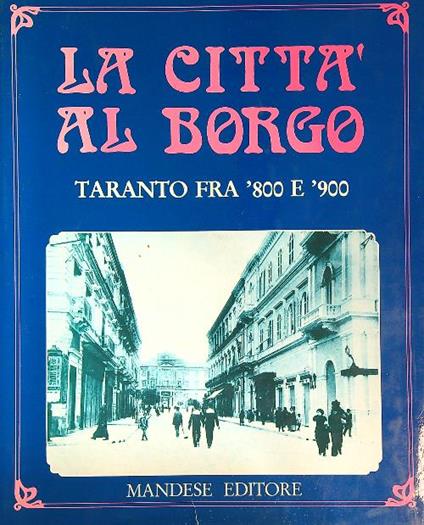 LA CITTA'
AL BORGO
TARANTO FRA '800 E '900
MANDESE EDITORE